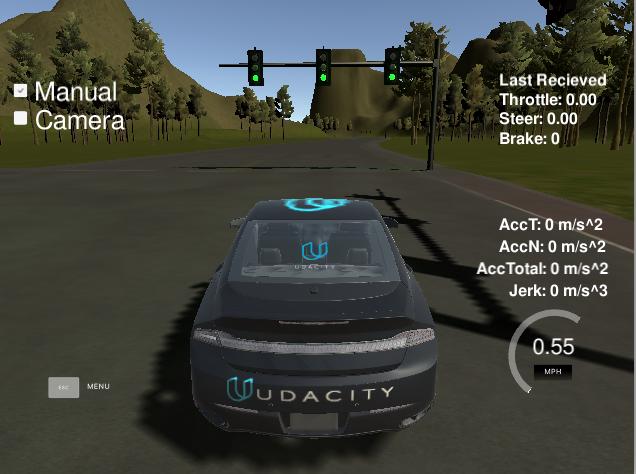 Manual
Camera
Last Recieved
Throttle: 0.00
Steer: 0.00
Brake: 0
AccT: 0 m/s^2
AccN: 0 m/s^2
AccTotal: 0 m/s^2
Jerk: 0 m/s^3
0.55
MPH
UDACITY
ESC MENU
UDACITY